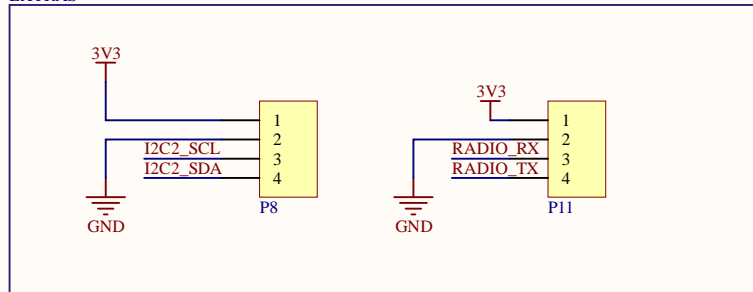 3V3
1
2
I2C2_SCL
3
I2C2_SDA
4
GND
P8
3V3
1
2
RADIO_RX
3
RADIO_TX
4
GND
P11